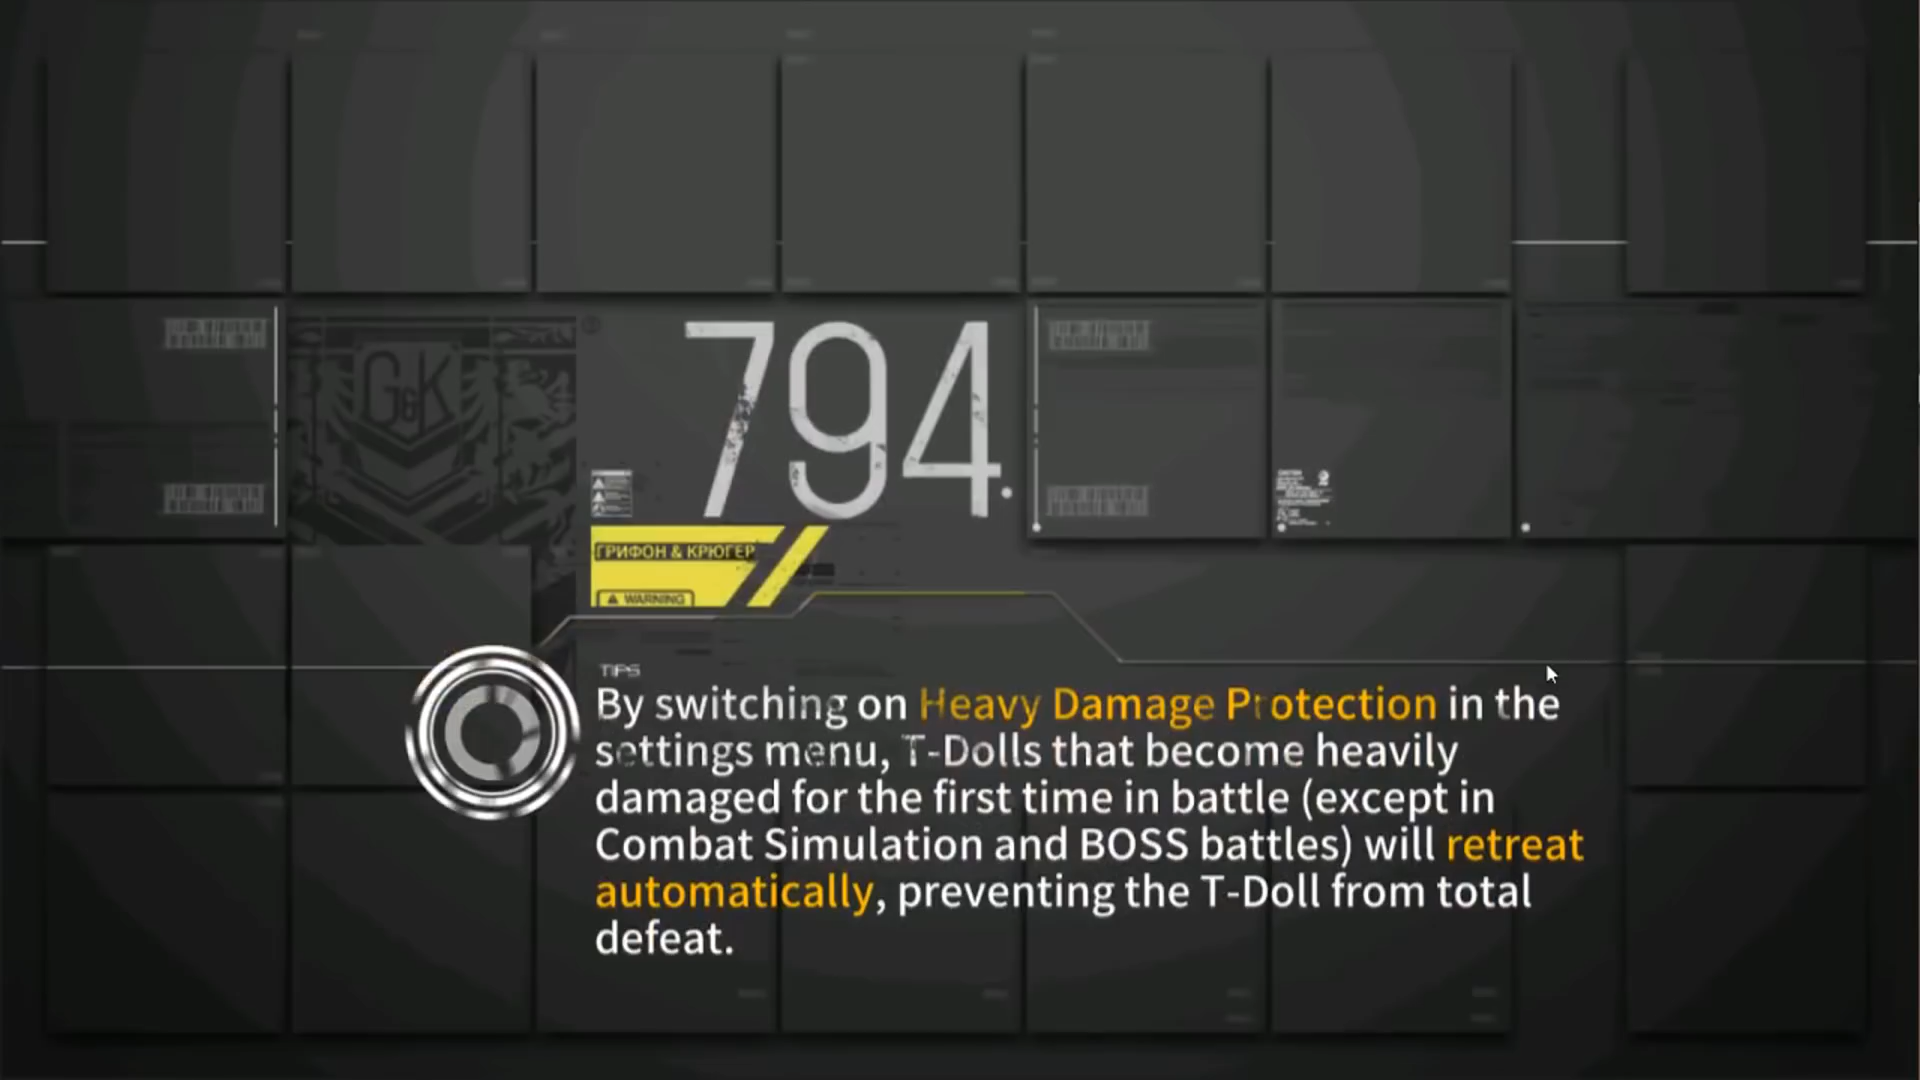 G&K
794.
ГРИФОН & КРЮГЕР
WARNING
TIPS
By switching on Heavy Damage Protection in the
settings menu, T-Dolls that become heavily
damaged for the first time in battle (except in
Combat Simulation and BOSS battles) will retreat
automatically, preventing the T-Doll from total
defeat.